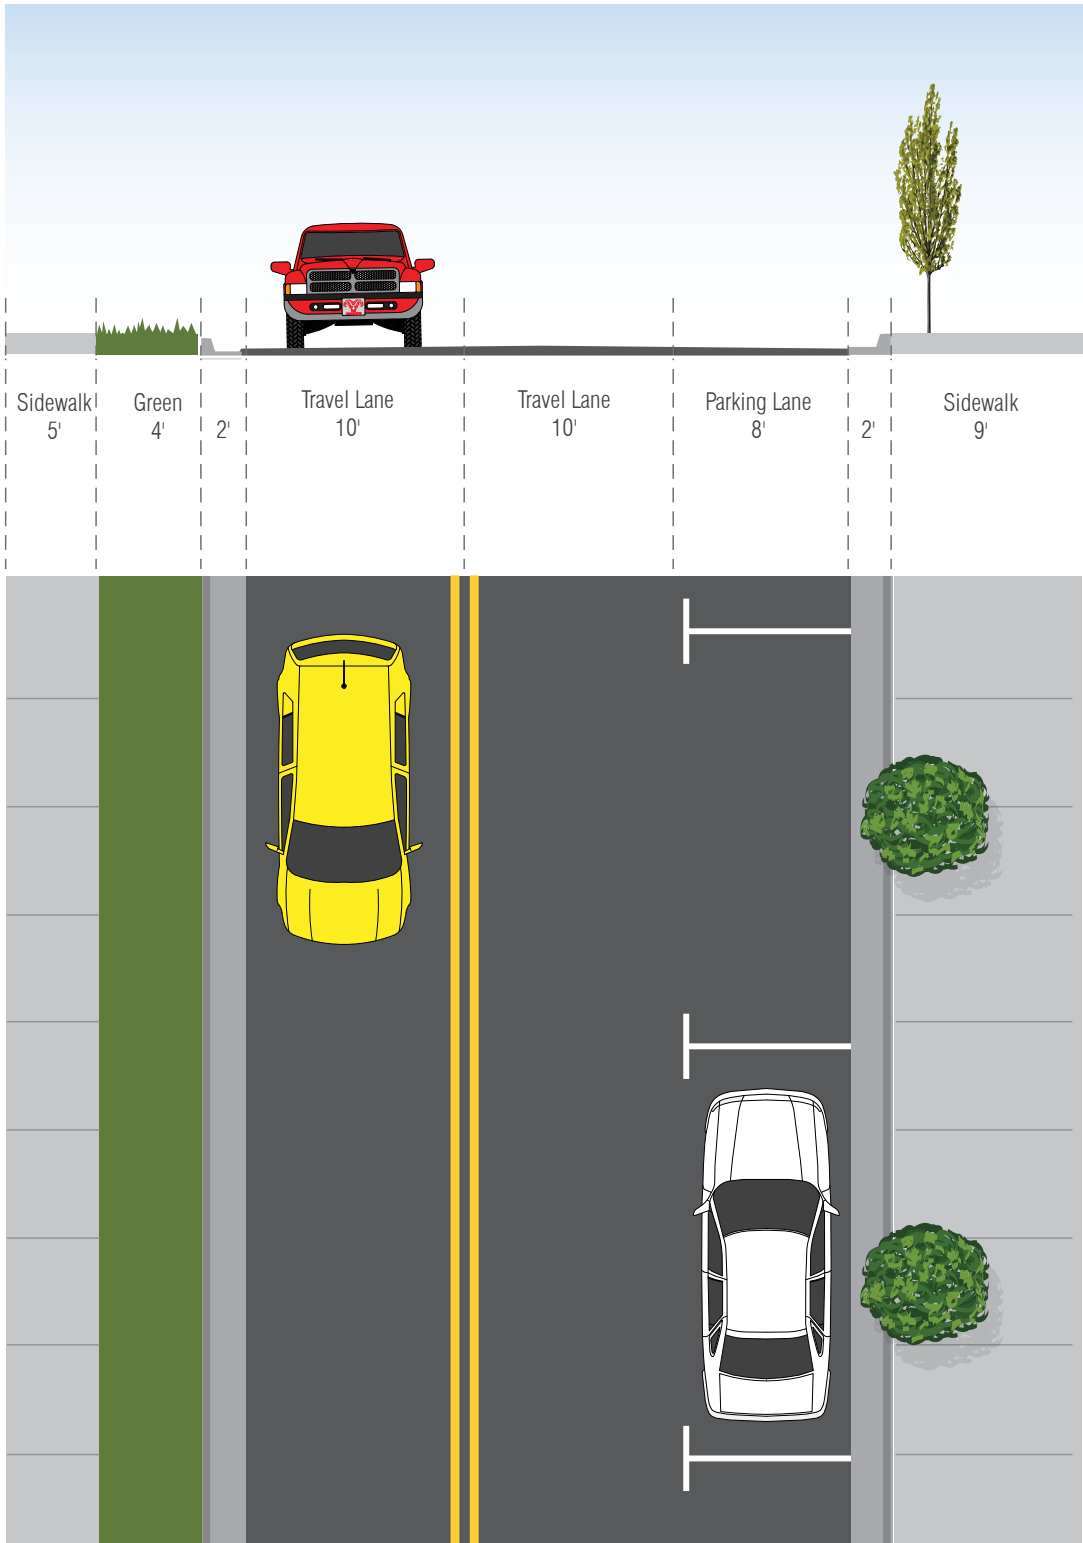 Sidewalk
5'
Green
4'
2'
Travel Lane
10'
Travel Lane
10'
Parking Lane
8'
2'
Sidewalk
9'